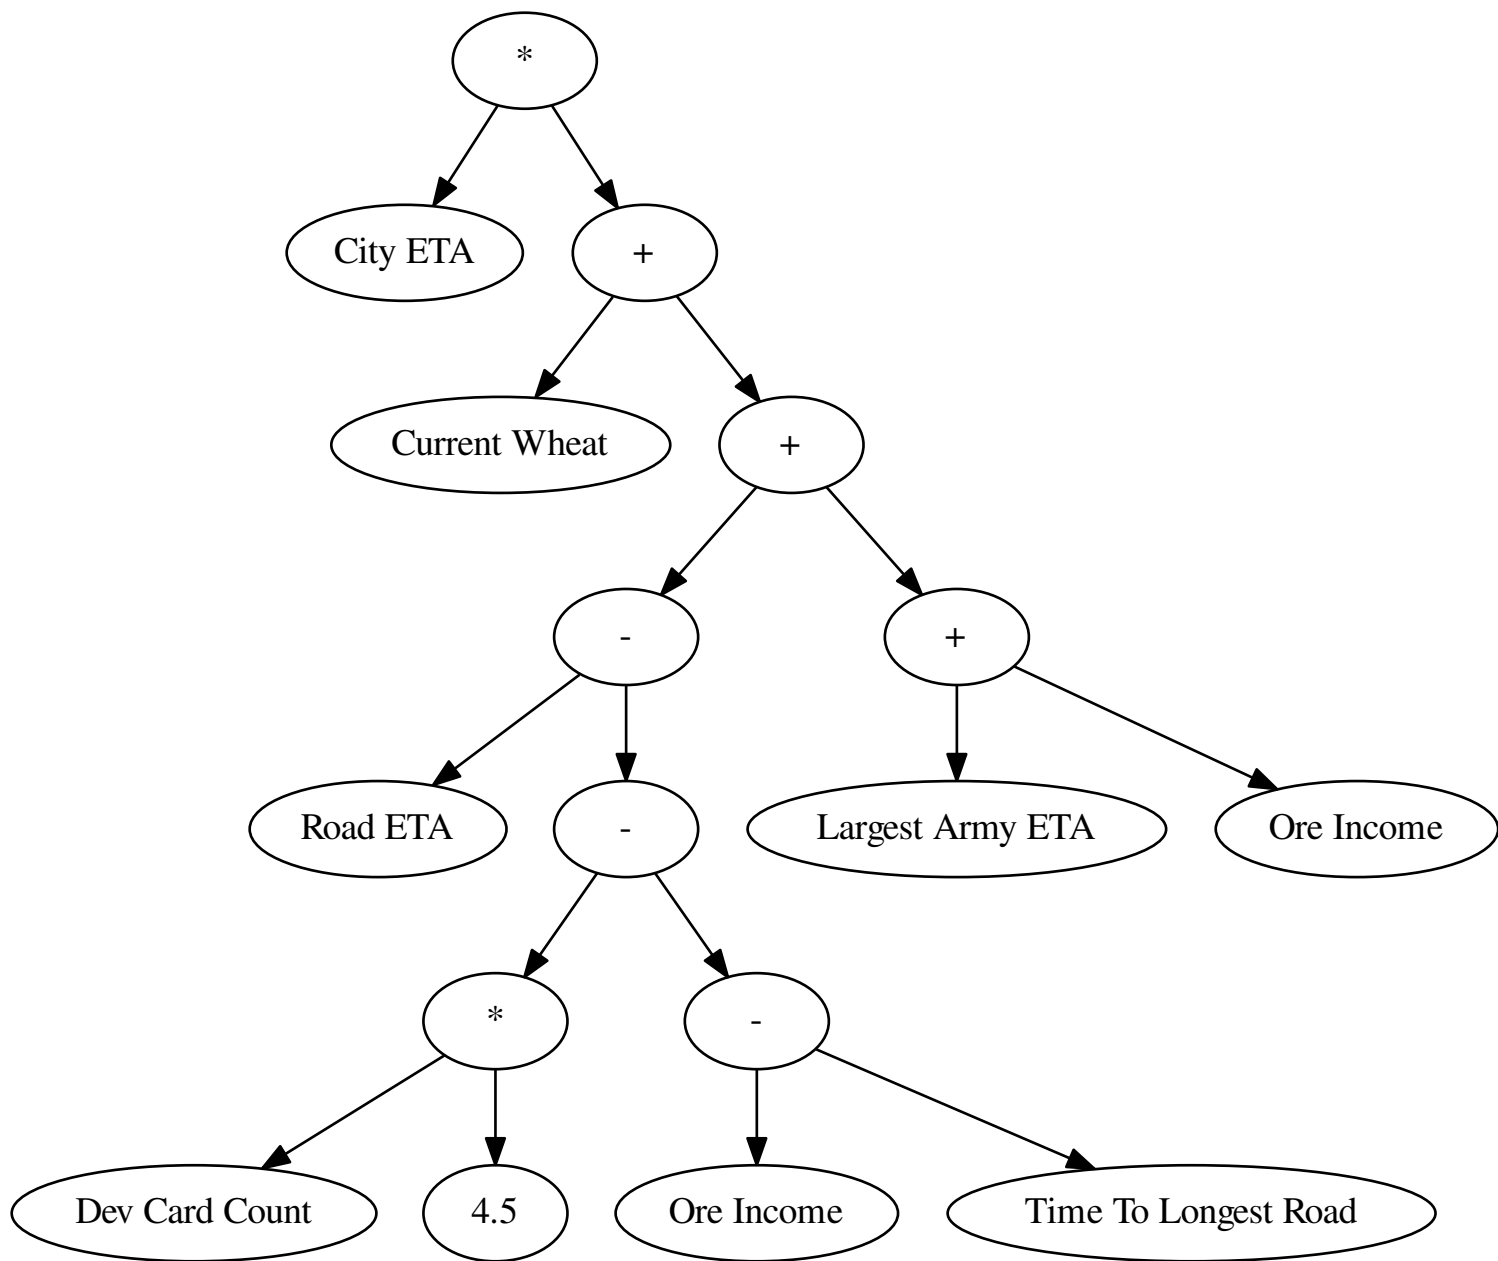 *
City ETA
+
Current Wheat
+
-
+
Road ETA
-
Largest Army ETA
Ore Income
*
-
Dev Card Count
4.5
Ore Income
Time To Longest Road